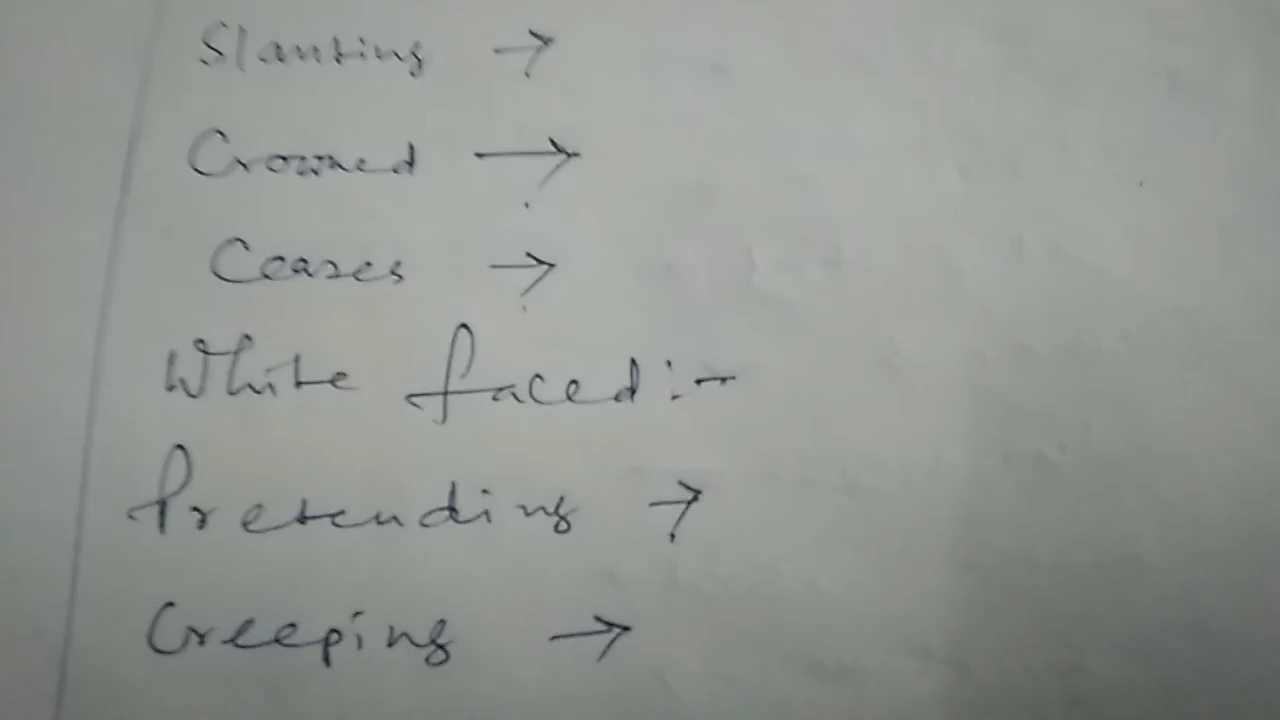 Slanting →
Crowned →
Ceases →
White faced :-
Pretending →
Creeping →